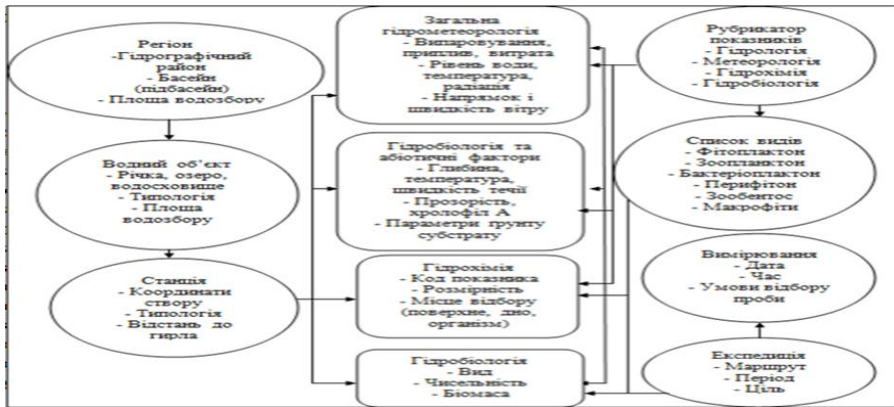 Регіон
-Гідрографічний
район
- Басейн
(підбасейн)
- Площа водозбору
Водний об’єкт
- Річка, озеро,
водосховище
- Типологія
- Площа
водозбору
Станція
- Координати
створу
- Типологія
- Відстань до
гирла
Загальна
гідрометеорологія
- Випаровування,
приплив, витрата
- Рівень води,
температура,
радіація
- Напрямок і
швидкість вітру
Гідробіологія та
абіотичні фактори
- Глибина,
температура,
швидкість течії
- Прозорість,
хролофіл А
- Параметри ґрунту
субстрату
Гідрохімія
- Код показника
- Розмірність
- Місце відбору
(поверхне, дно,
організм)
Гідробіологія
- Вид
- Чисельність
- Біомаса
Рубрикатор
показників
- Гідрологія
- Метеорологія
- Гідрохімія
- Гідробіологія
Список видів
- Фітоплактон
- Зоопланктон
- Бактеріоплактон
- Перифітон
- Зообентос
- Макрофіти
Вимірювання
- Дата
- Час
- Умови відбору
проби
Експедиція
- Маршрут
- Період
- Ціль